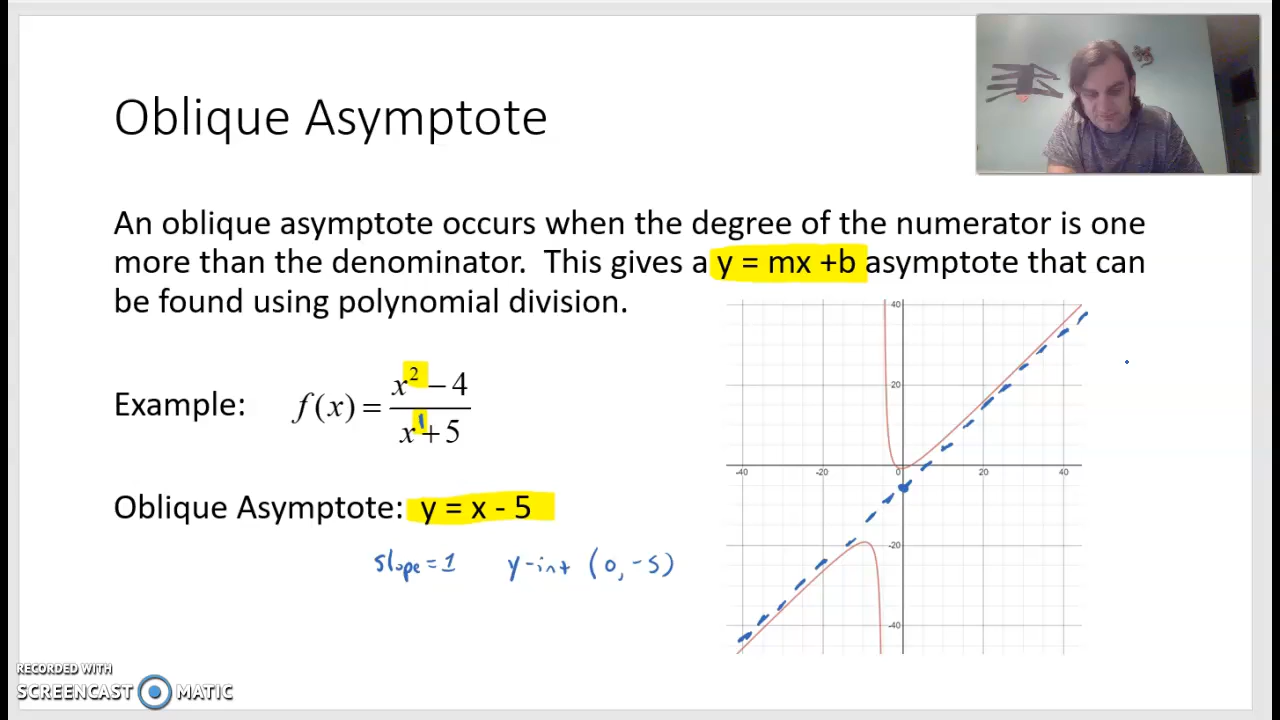 Oblique Asymptote
An oblique asymptote occurs when the degree of the numerator is one
more than the denominator. This gives a y = mx +b asymptote that can
be found using polynomial division.
40
20
Example: f(x) = (x² − 4)/(x¹ + 5)
-40 -20 0 20 40
Oblique Asymptote: y = x - 5
slope = 1 y-int (0, -5)
-20
-40
RECORDED WITH
SCREENCAST MATIC